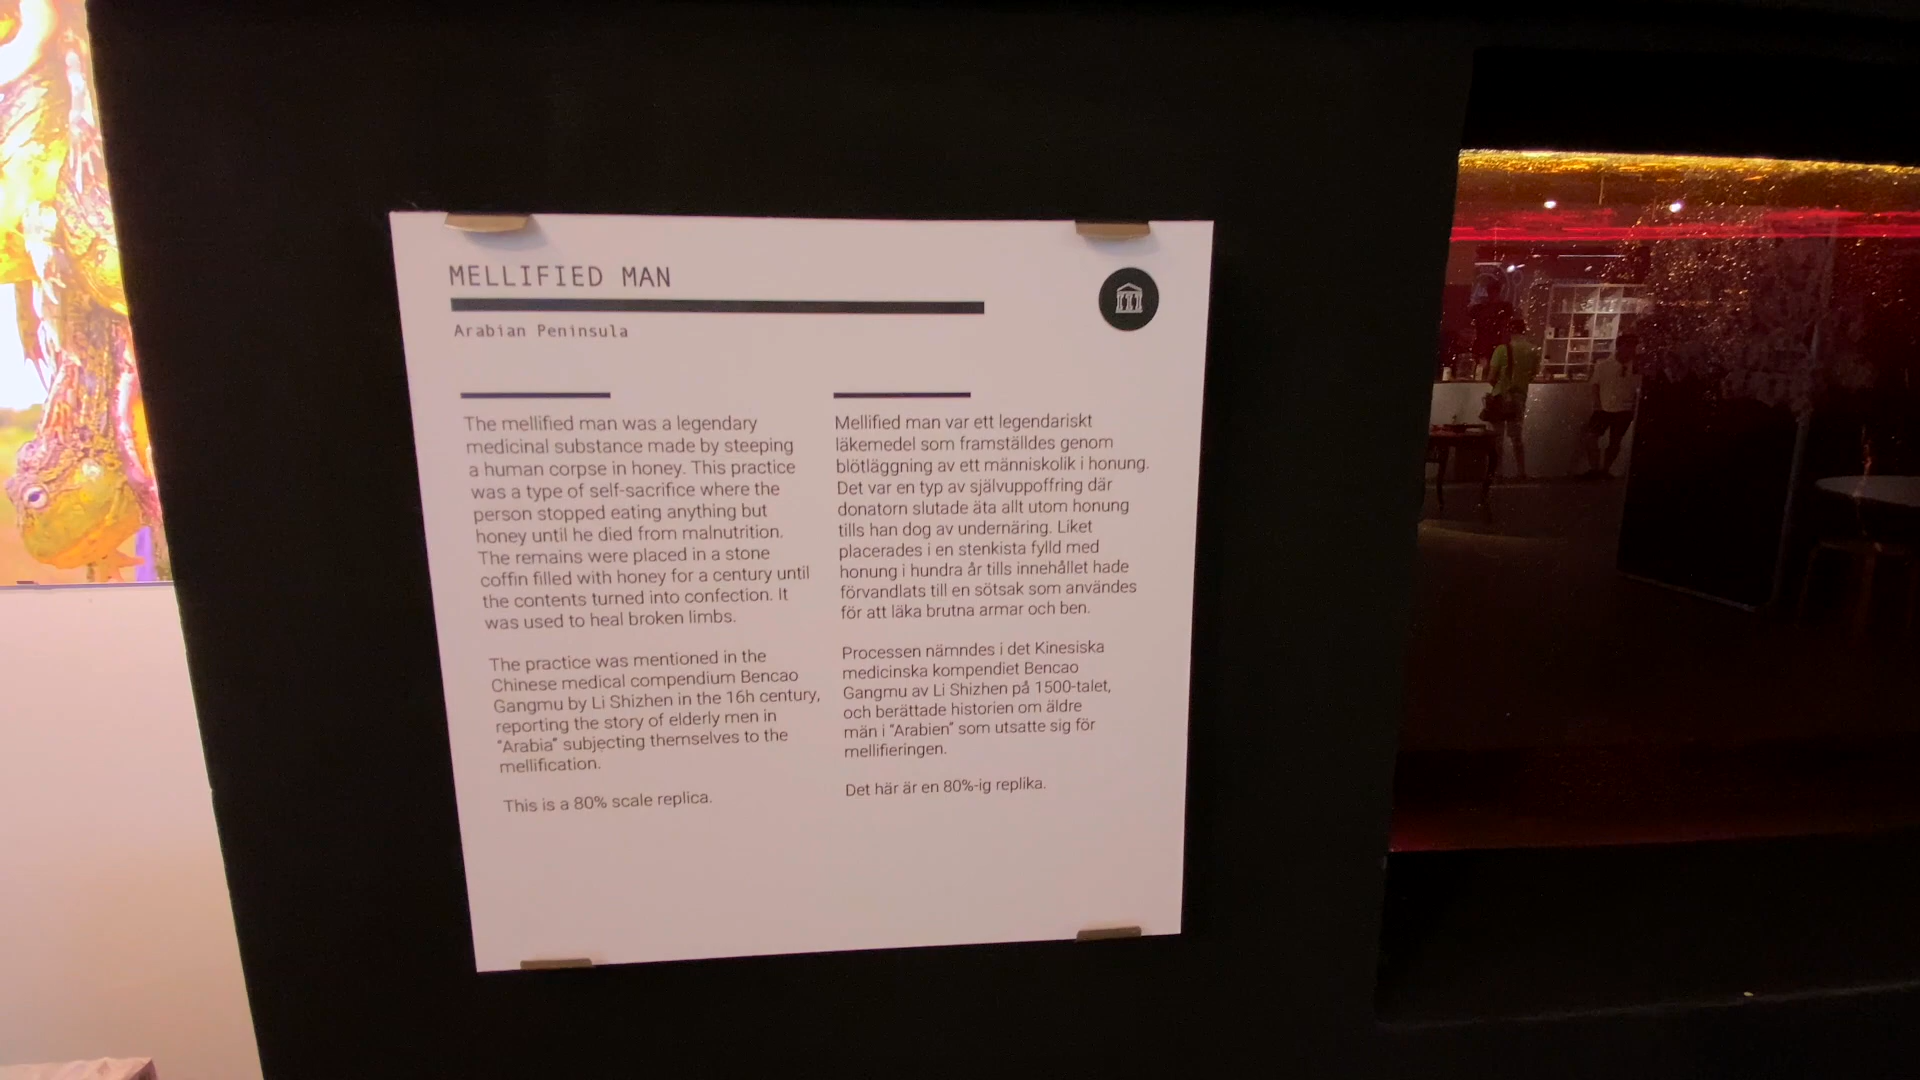 MELLIFIED MAN
Arabian Peninsula
The mellified man was a legendary
medicinal substance made by steeping
a human corpse in honey. This practice
was a type of self-sacrifice where the
person stopped eating anything but
honey until he died from malnutrition.
The remains were placed in a stone
coffin filled with honey for a century until
the contents turned into confection. It
was used to heal broken limbs.
The practice was mentioned in the
Chinese medical compendium Bencao
Gangmu by Li Shizhen in the 16h century,
reporting the story of elderly men in
"Arabia" subjecting themselves to the
mellification.
This is a 80% scale replica.
Mellified man var ett legendariskt
läkemedel som framställdes genom
blötläggning av ett människolik i honung.
Det var en typ av självuppoffring där
donatorn slutade äta allt utom honung
tills han dog av undernäring. Liket
placerades i en stenkista fylld med
honung i hundra år tills innehållet hade
förvandlats till en sötsak som användes
för att läka brutna armar och ben.
Processen nämndes i det Kinesiska
medicinska kompendiet Bencao
Gangmu av Li Shizhen på 1500-talet,
och berättade historien om äldre
män i "Arabien" som utsatte sig för
mellifieringen.
Det här är en 80%-ig replika.